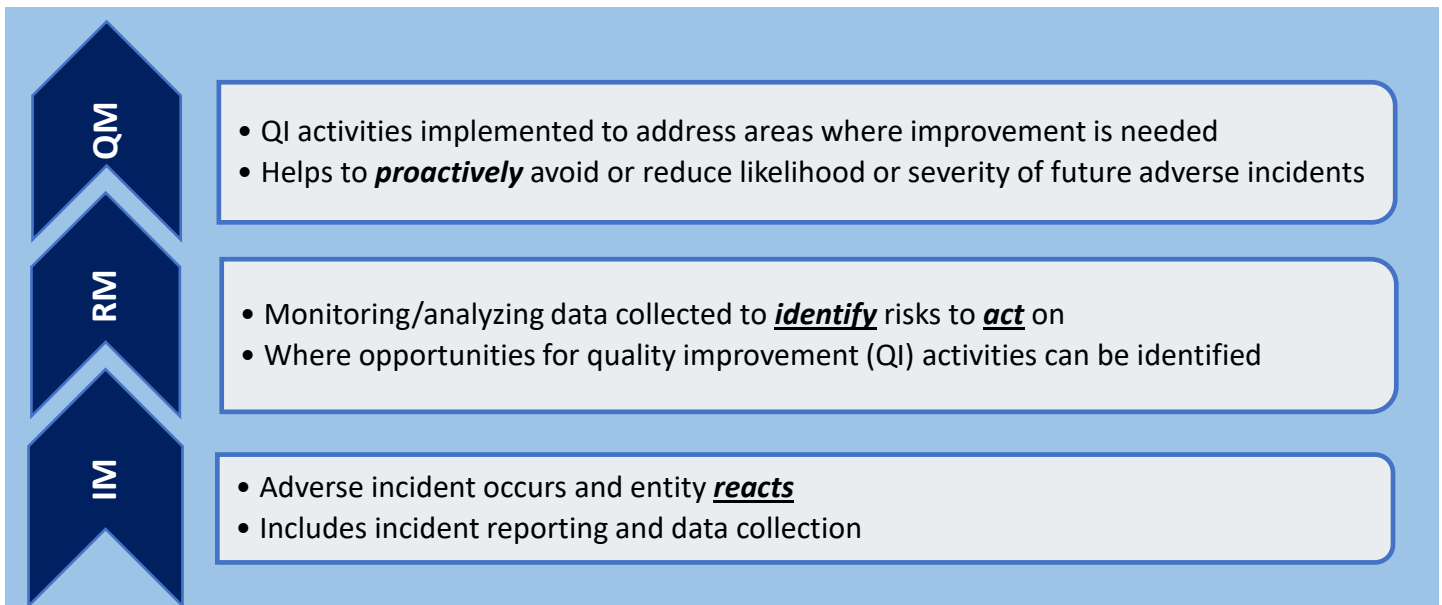 QM
• QI activities implemented to address areas where improvement is needed
• Helps to proactively avoid or reduce likelihood or severity of future adverse incidents
RM
• Monitoring/analyzing data collected to identify risks to act on
• Where opportunities for quality improvement (QI) activities can be identified
IM
• Adverse incident occurs and entity reacts
• Includes incident reporting and data collection